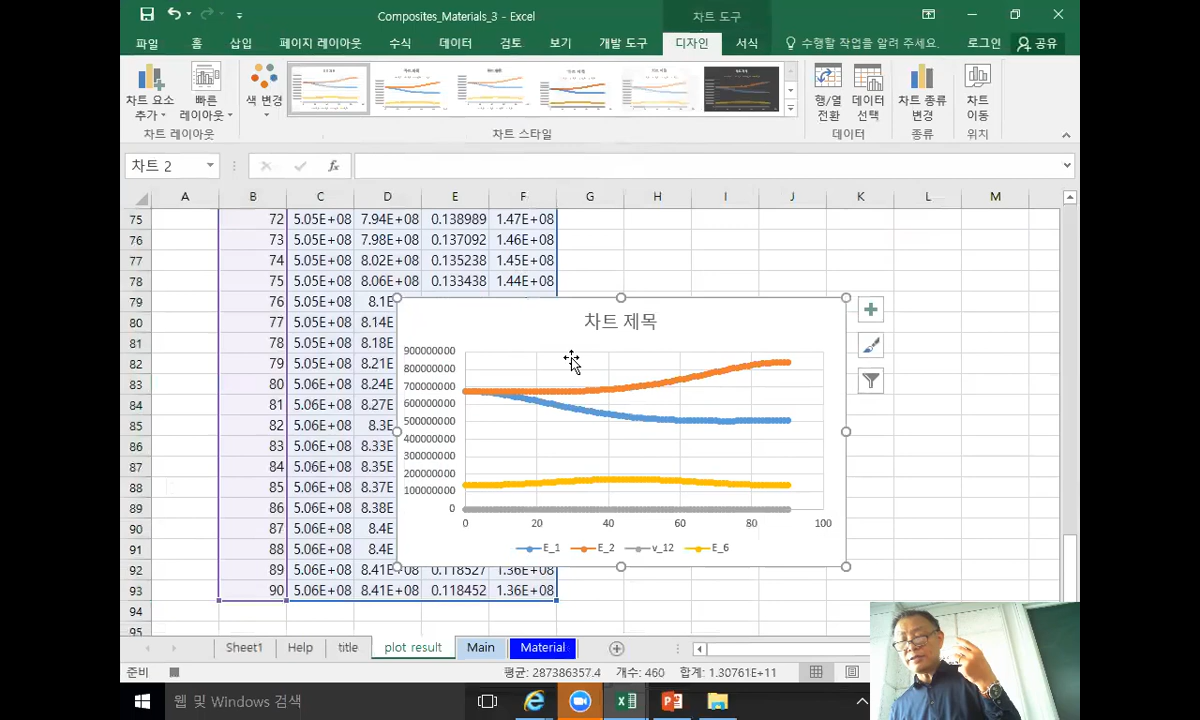 Composites_Materials_3 - Excel
차트 도구
파일 홈 삽입 페이지 레이아웃 수식 데이터 검토 보기 개발 도구 디자인 서식 수행할 작업을 알려 주세요. 로그인 공유
차트 요소 추가
빠른 레이아웃
색 변경
행/열 전환
데이터 선택
차트 종류 변경
차트 이동
차트 레이아웃 차트 스타일 데이터 종류 위치
차트 2 fx
A B C D E F G H I J K L M
75 72 5.05E+08 7.94E+08 0.138989 1.47E+08
76 73 5.05E+08 7.98E+08 0.137092 1.46E+08
77 74 5.05E+08 8.02E+08 0.135238 1.45E+08
78 75 5.05E+08 8.06E+08 0.133438 1.44E+08
79 76 5.05E+08 8.1E
80 77 5.05E+08 8.14E
81 78 5.05E+08 8.18E
82 79 5.05E+08 8.21E
83 80 5.06E+08 8.24E
84 81 5.06E+08 8.27E
85 82 5.06E+08 8.3E
86 83 5.06E+08 8.33E
87 84 5.06E+08 8.35E
88 85 5.06E+08 8.37E
89 86 5.06E+08 8.38E
90 87 5.06E+08 8.4E
91 88 5.06E+08 8.4E
92 89 5.06E+08 8.41E+08 0.118527 1.36E+08
93 90 5.06E+08 8.41E+08 0.118452 1.36E+08
94
95
차트 제목
900000000
800000000
700000000
600000000
500000000
400000000
300000000
200000000
100000000
0
0 20 40 60 80 100
E_1 E_2 v_12 E_6
Sheet1 Help title plot result Main Material
준비 평균: 287386357.4 개수: 460 합계: 1.30761E+11
웹 및 Windows 검색